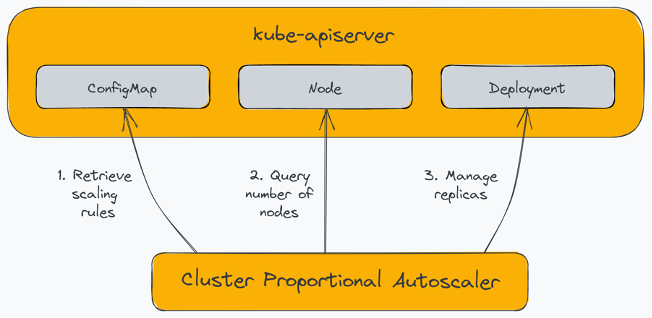 kube-apiserver
ConfigMap
Node
Deployment
1. Retrieve
scaling
rules
2. Query
number of
nodes
3. Manage
replicas
Cluster Proportional Autoscaler